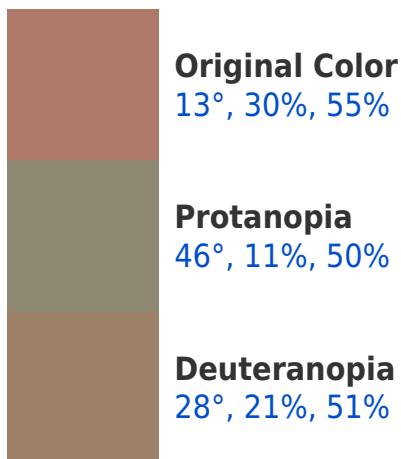 Original Color
13°, 30%, 55%
Protanopia
46°, 11%, 50%
Deuteranopia
28°, 21%, 51%